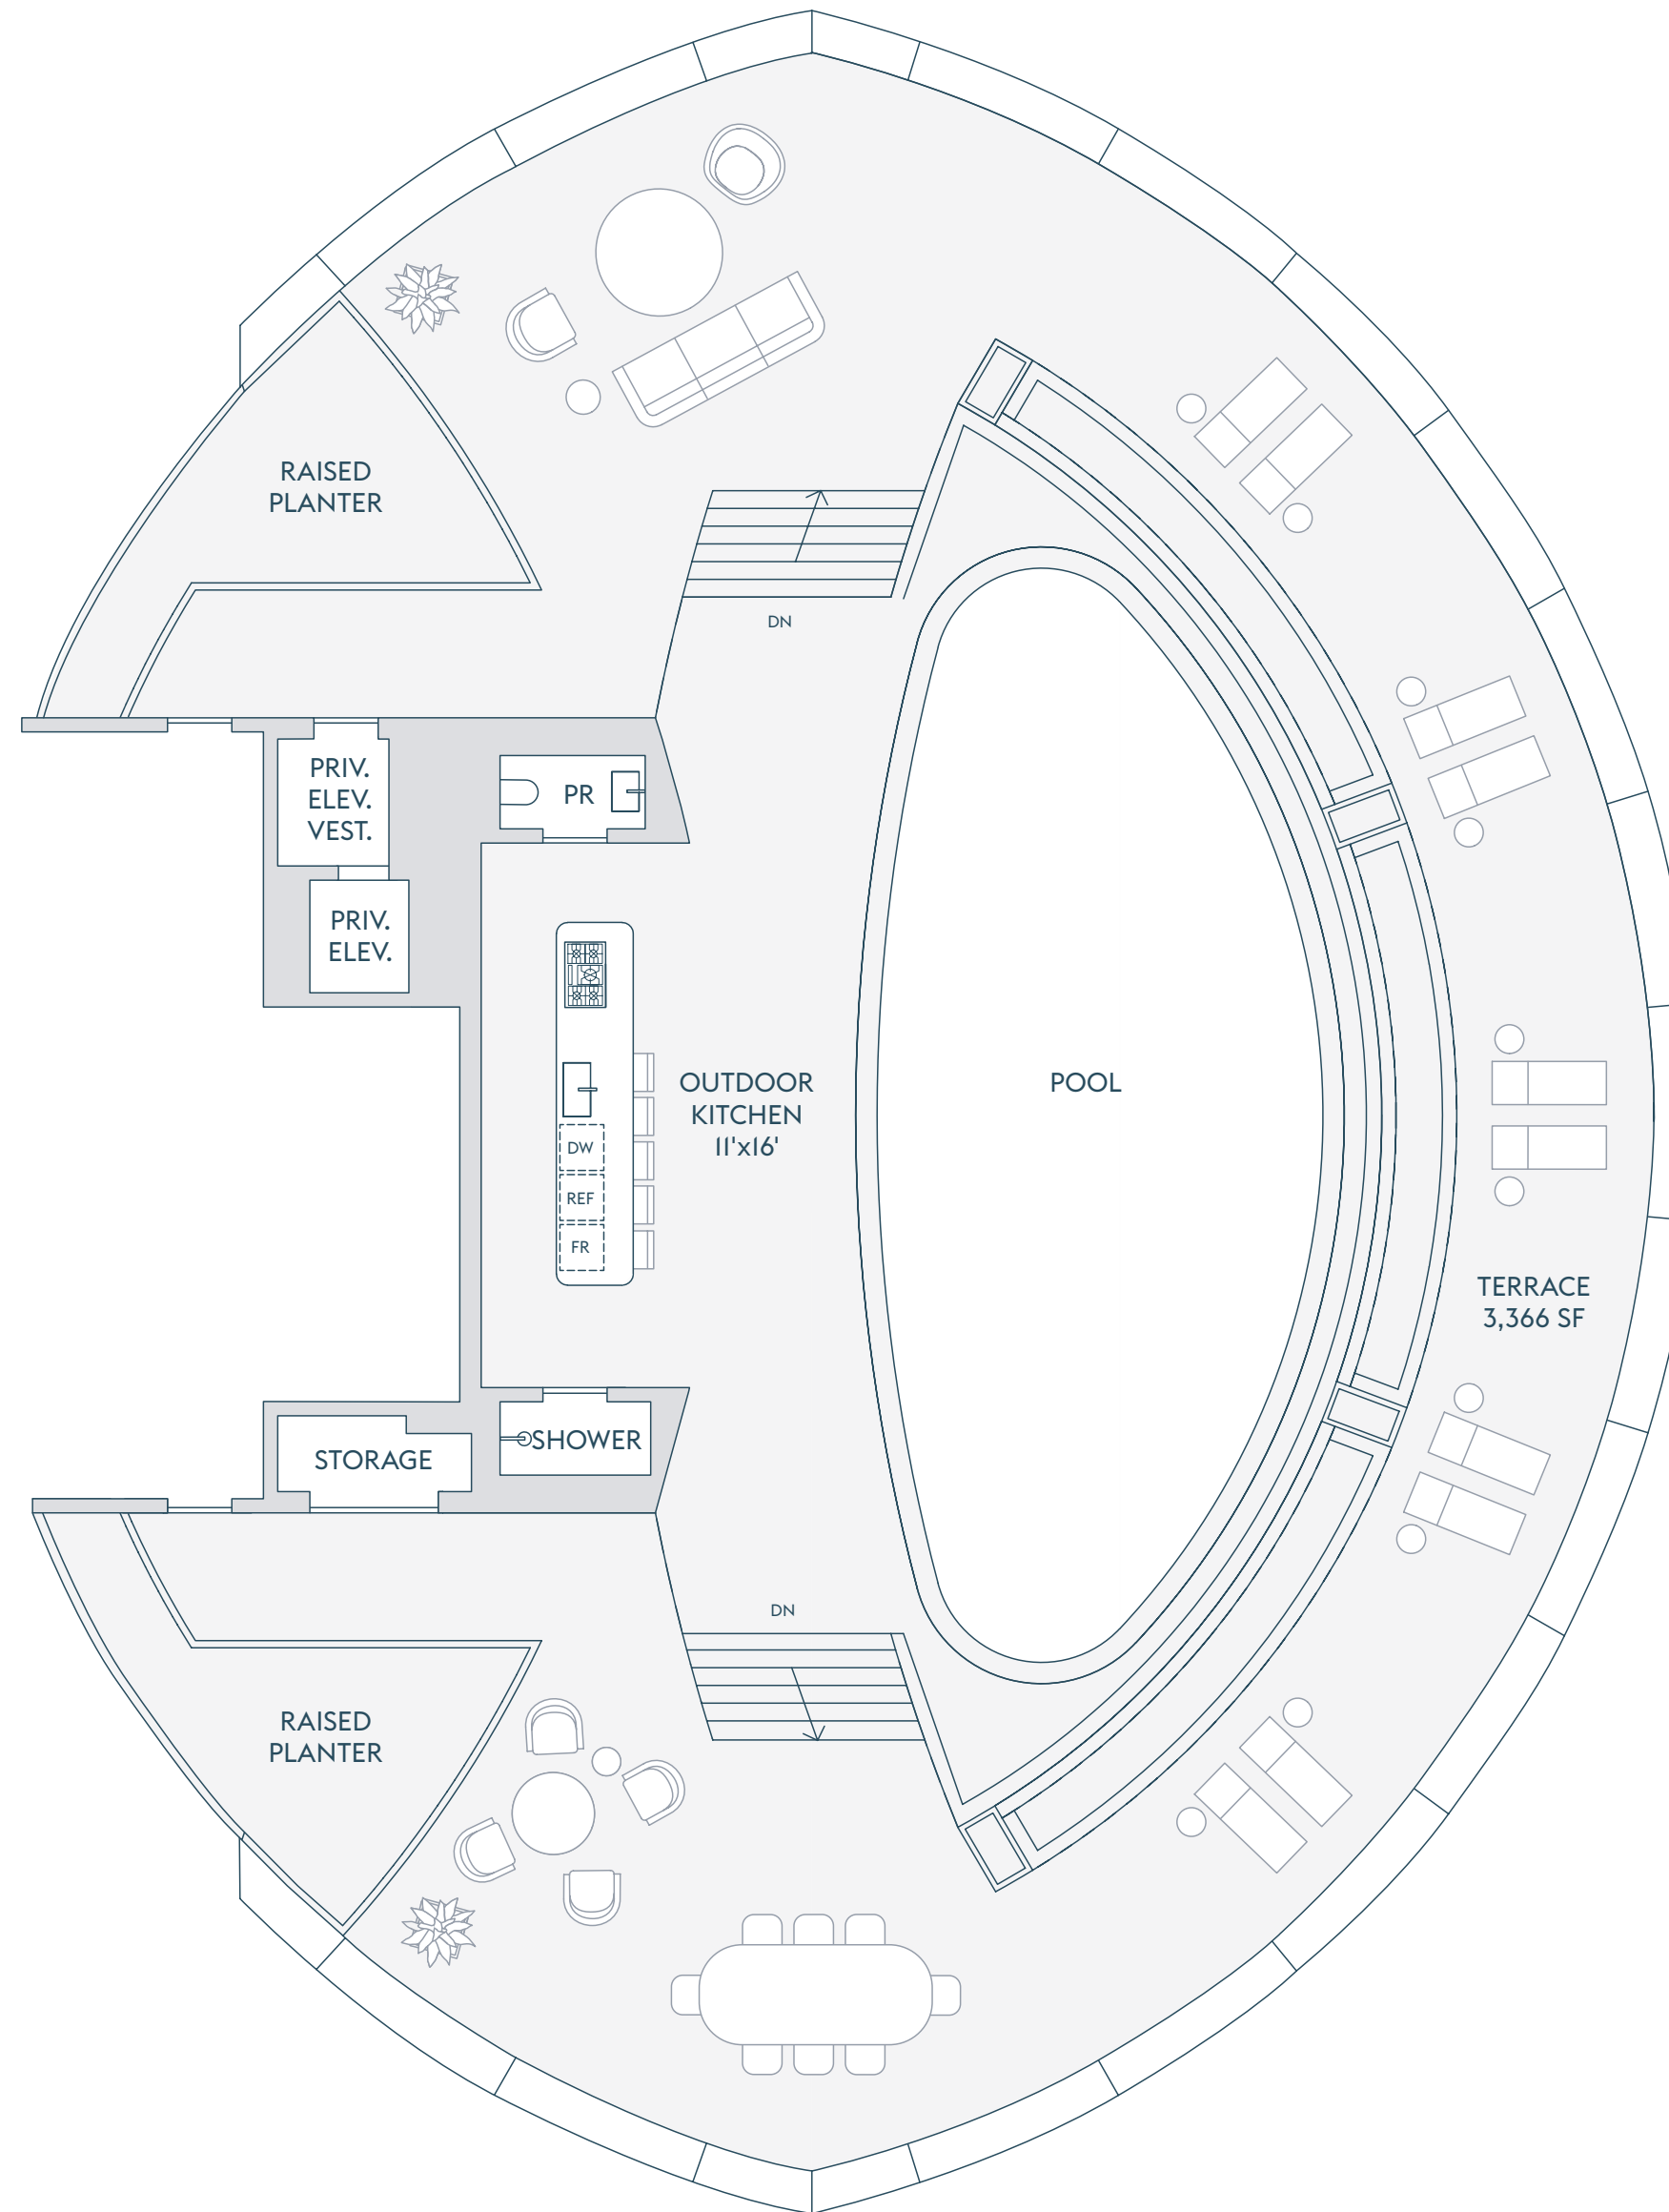 RAISED
PLANTER
DN
PRIV.
ELEV.
VEST.
PR
PRIV.
ELEV.
OUTDOOR
KITCHEN
11'x16'
POOL
DW
REF
FR
TERRACE
3,366 SF
SHOWER
STORAGE
DN
RAISED
PLANTER